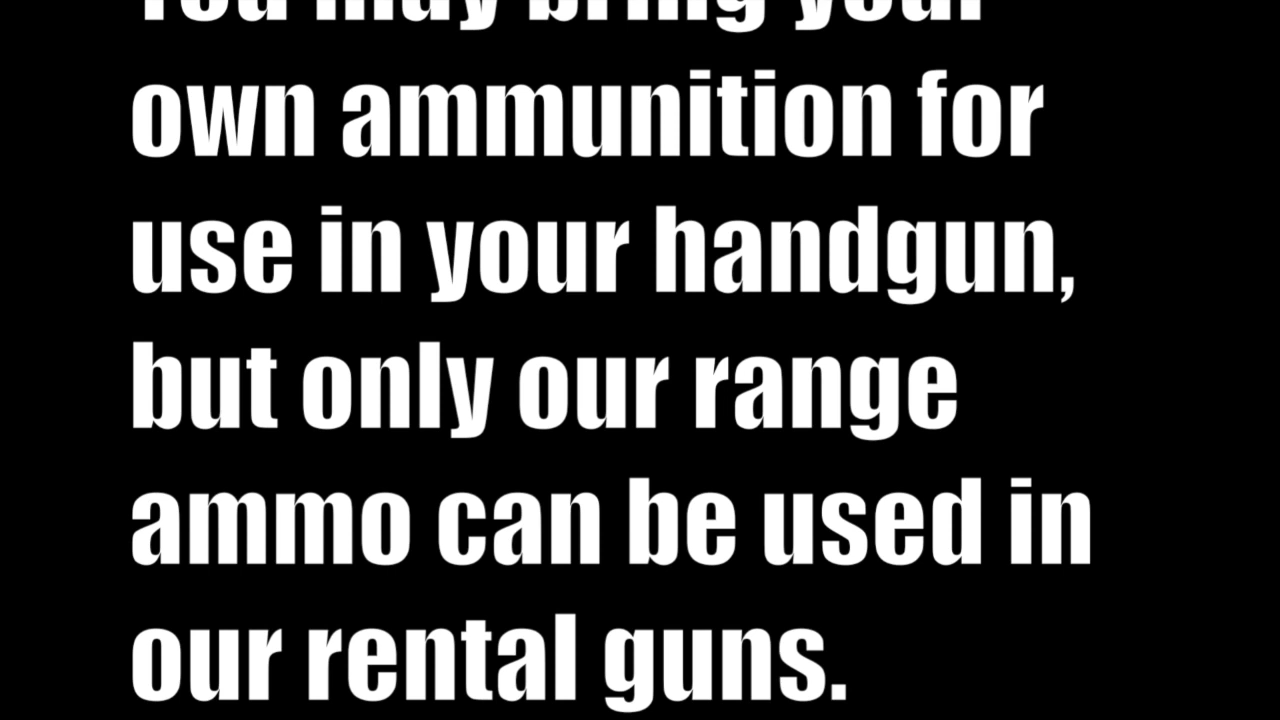 You may bring your
own ammunition for
use in your handgun,
but only our range
ammo can be used in
our rental guns.